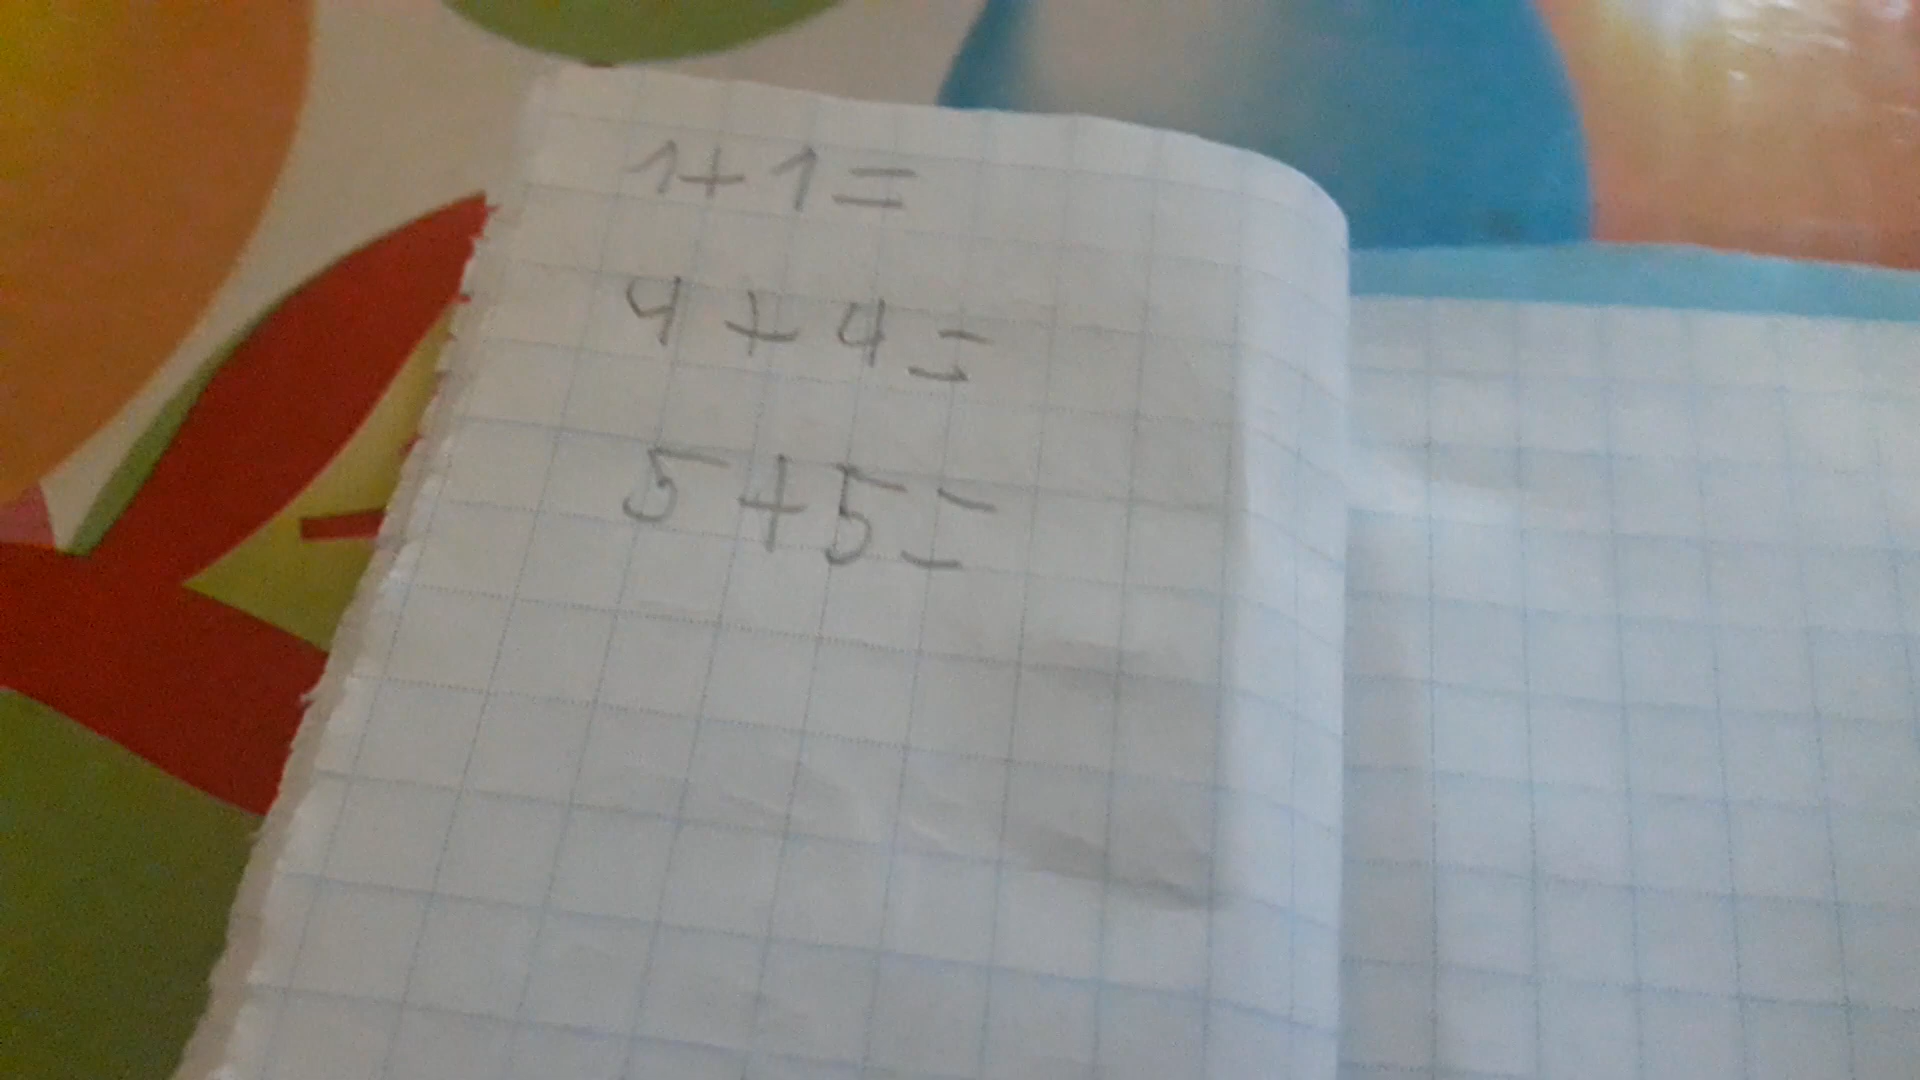 1+1=
4+4=
5+5=